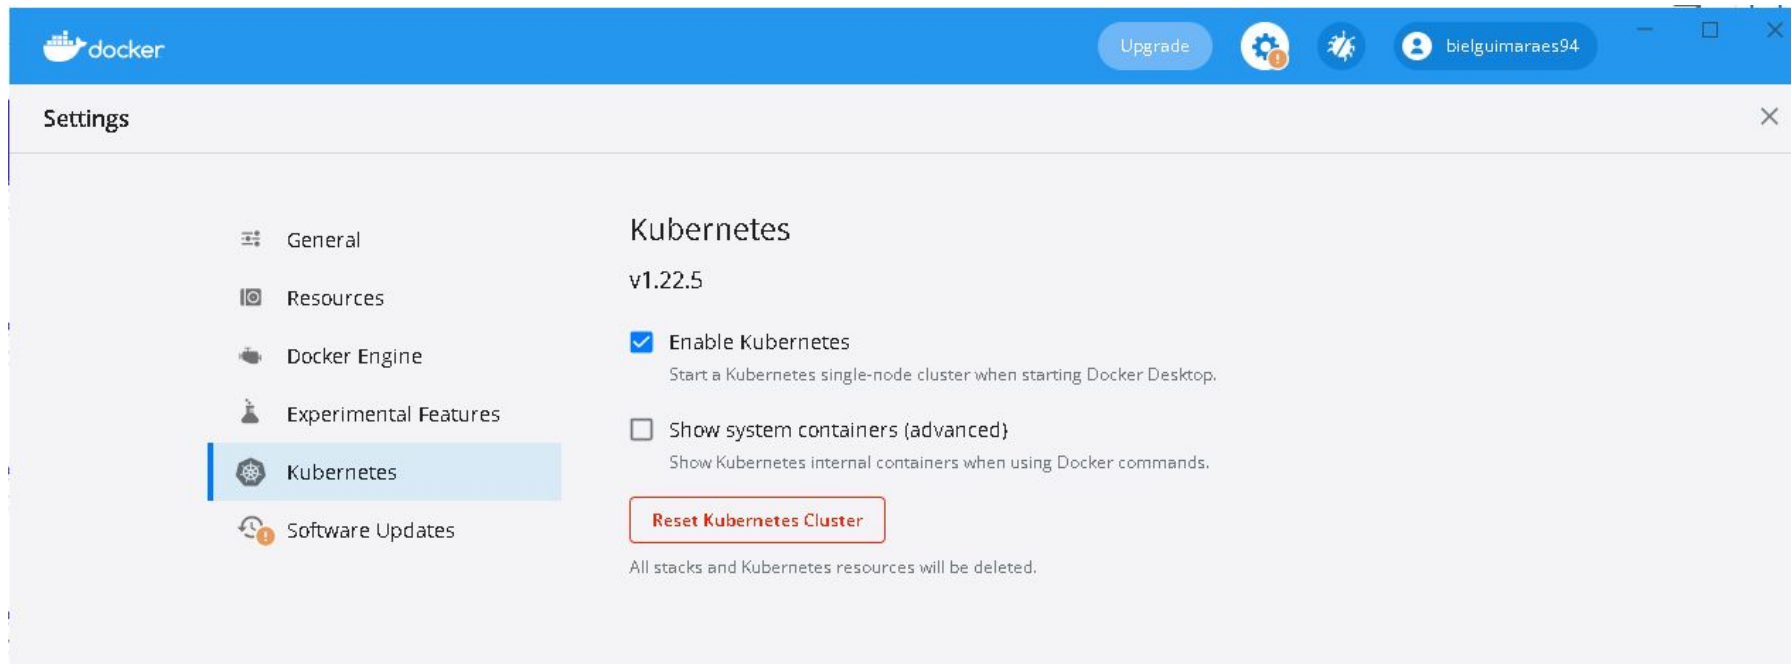 docker
Upgrade
bielguimaraes94
Settings
General
Resources
Docker Engine
Experimental Features
Kubernetes
Software Updates
Kubernetes
v1.22.5
Enable Kubernetes
Start a Kubernetes single-node cluster when starting Docker Desktop.
Show system containers (advanced)
Show Kubernetes internal containers when using Docker commands.
Reset Kubernetes Cluster
All stacks and Kubernetes resources will be deleted.